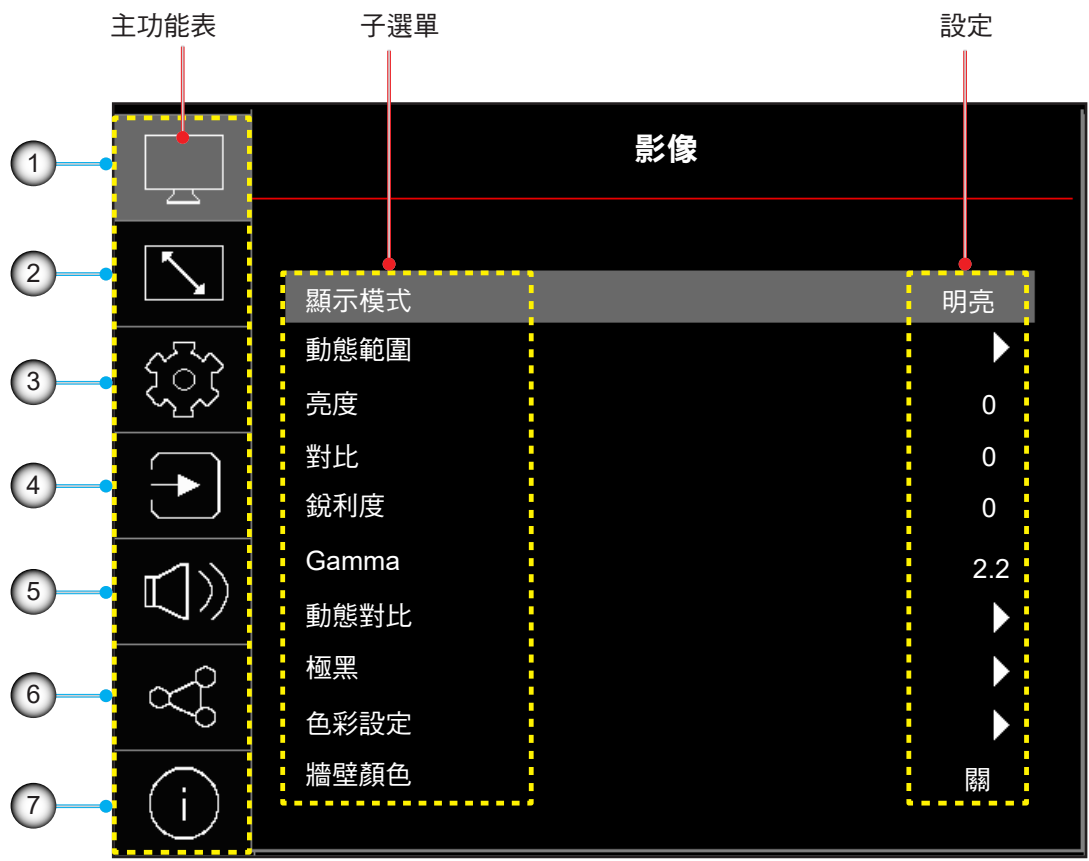 主功能表 子選單 設定
1 影像
2
顯示模式 明亮
動態範圍
3
亮度 0
對比 0
4
銳利度 0
Gamma 2.2
5
動態對比
極黑
6
色彩設定
牆壁顏色 關
7 i